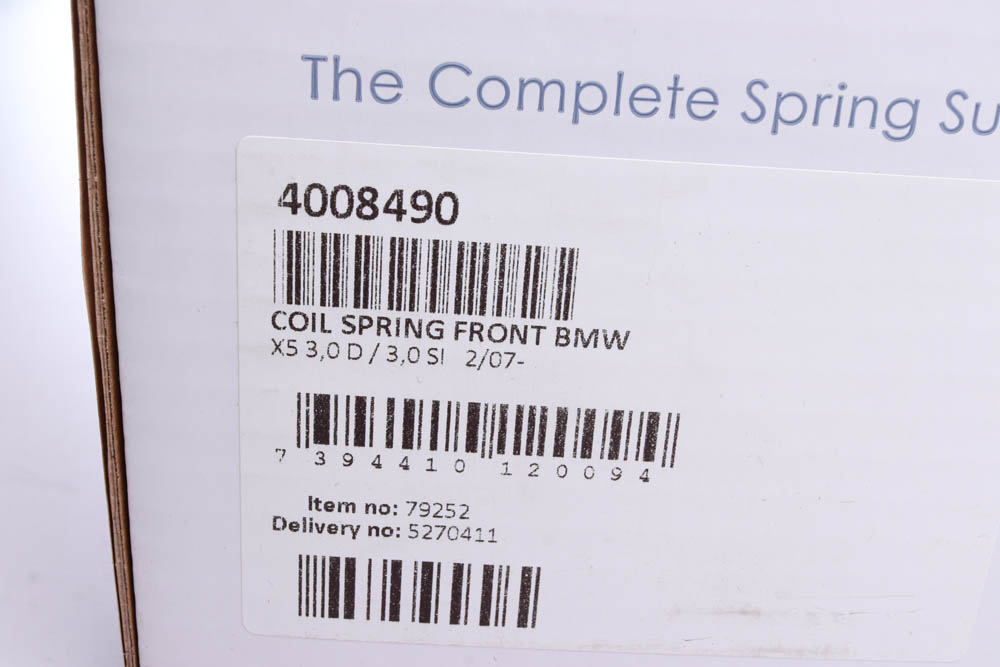 The Complete Spring Su
4008490
COIL SPRING FRONT BMW
X5 3,0 D / 3,0 SI 2/07-
7 394410 120094
Item no: 79252
Delivery no: 5270411